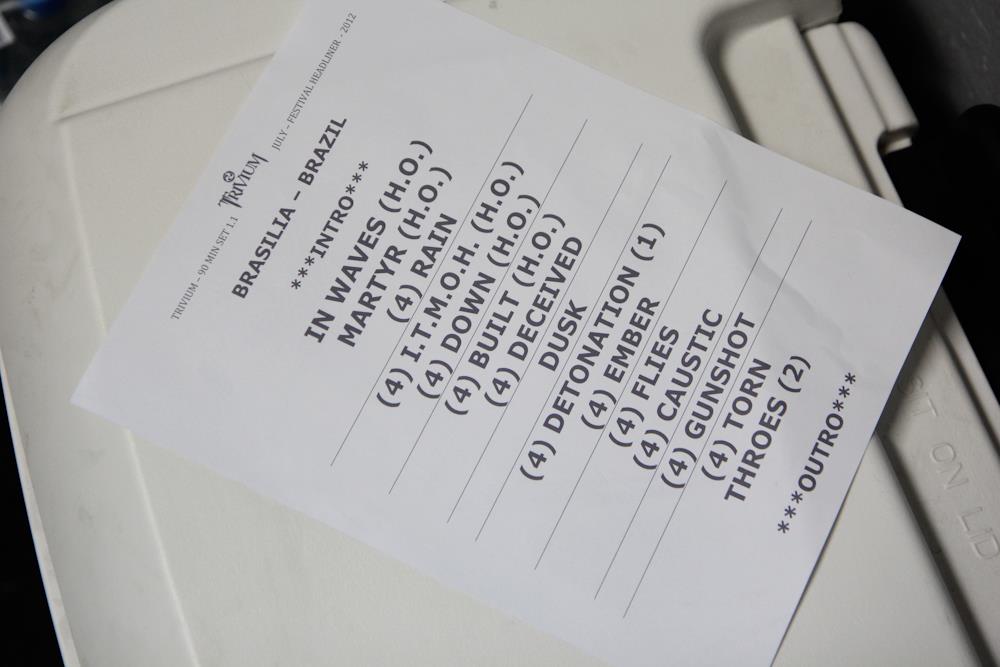 TRIVIUM – 90 MIN SET 1.1 TRIVIUM JULY – FESTIVAL HEADLINER - 2012
BRASILIA – BRAZIL
***INTRO***
IN WAVES (H.O.)
MARTYR (H.O.)
(4) RAIN
(4) I.T.M.O.H. (H.O.)
(4) DOWN (H.O.)
(4) BUILT (H.O.)
(4) DECEIVED
DUSK
(4) DETONATION (1)
(4) EMBER
(4) FLIES
(4) CAUSTIC
(4) GUNSHOT
(4) TORN
THROES (2)
***OUTRO***
ON LID